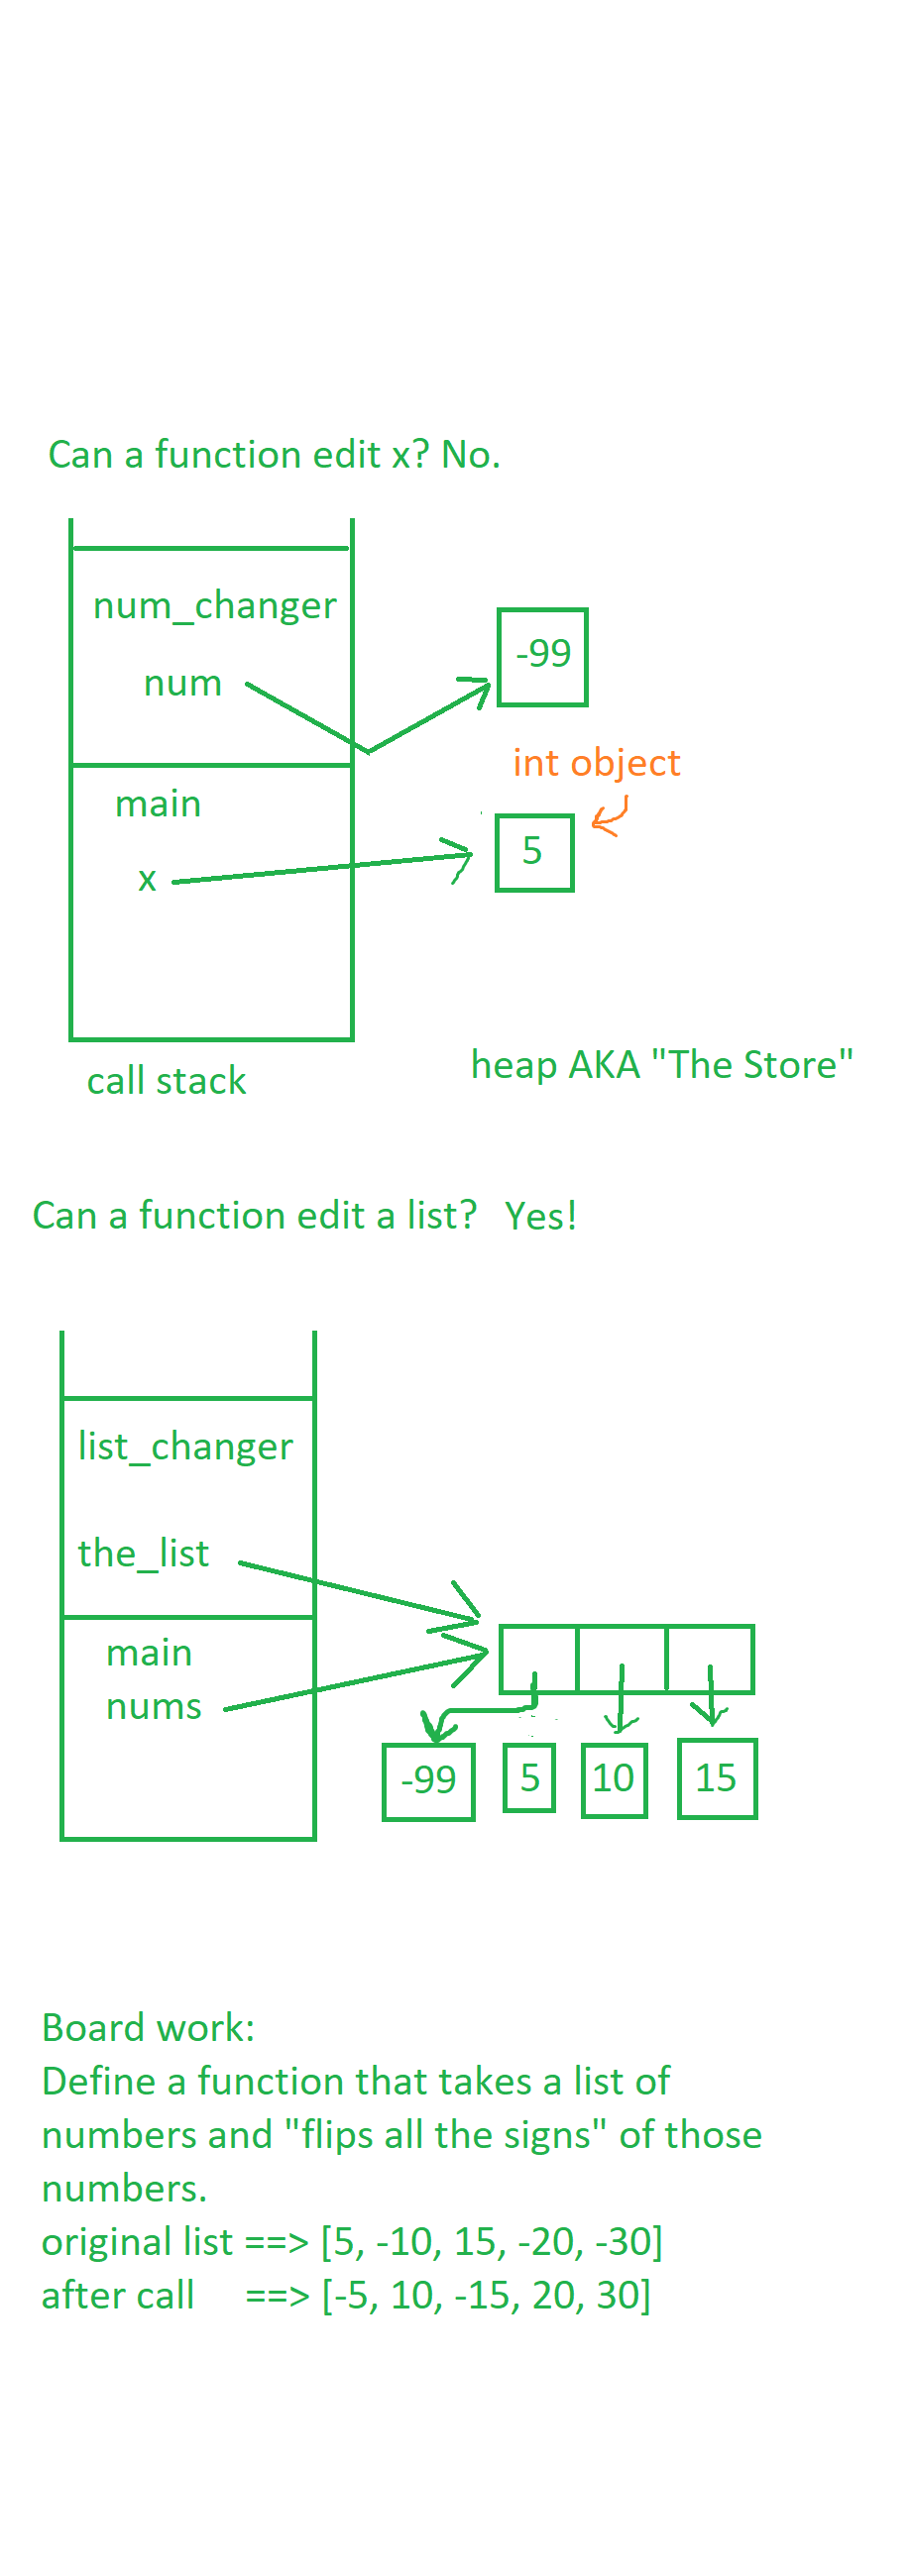 Can a function edit x? No.
num_changer
num
-99
int object
main
5
x
heap AKA "The Store"
call stack
Can a function edit a list? Yes!
list_changer
the_list
main
nums
-99 5 10 15
Board work:
Define a function that takes a list of
numbers and "flips all the signs" of those
numbers.
original list ==> [5, -10, 15, -20, -30]
after call ==> [-5, 10, -15, 20, 30]